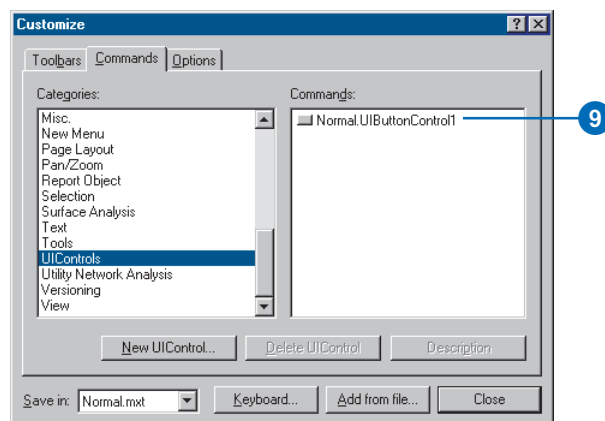 Customize
Toolbars Commands Options
Categories:
Commands:
Misc.
New Menu
Page Layout
Pan/Zoom
Report Object
Selection
Surface Analysis
Text
Tools
UIControls
Utility Network Analysis
Versioning
View
Normal.UIButtonControl1
9
New UIControl... Delete UIControl Description
Save in: Normal.mxt Keyboard... Add from file... Close